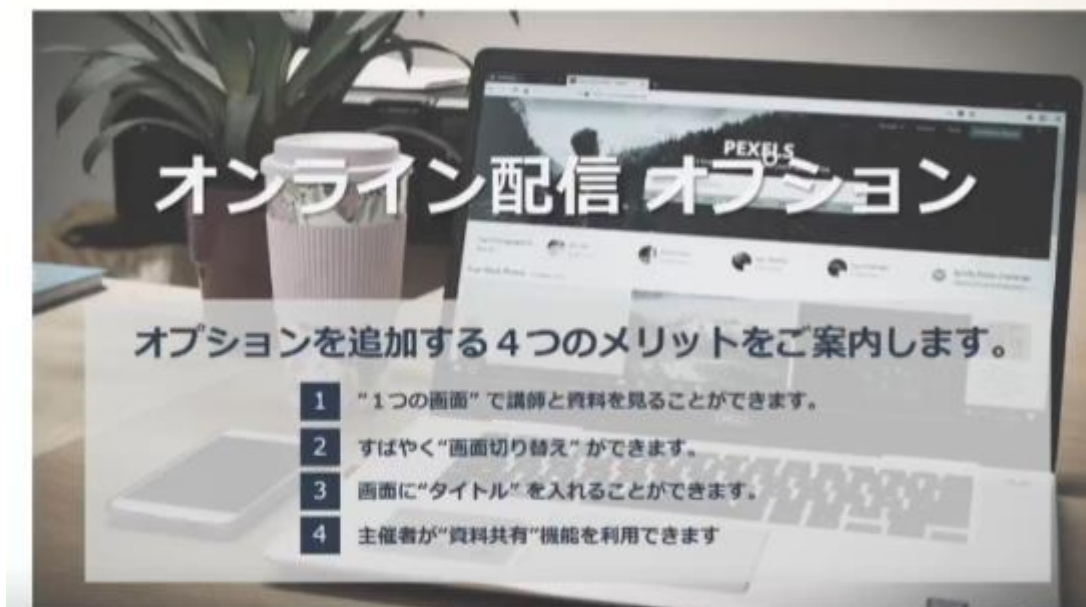 PEXELS
オンライン配信 オプション
オプションを追加する４つのメリットをご案内します。
1 “１つの画面” で講師と資料を見ることができます。
2 すばやく“画面切り替え” ができます。
3 画面に“タイトル” を入れることができます。
4 主催者が“資料共有”機能を利用できます